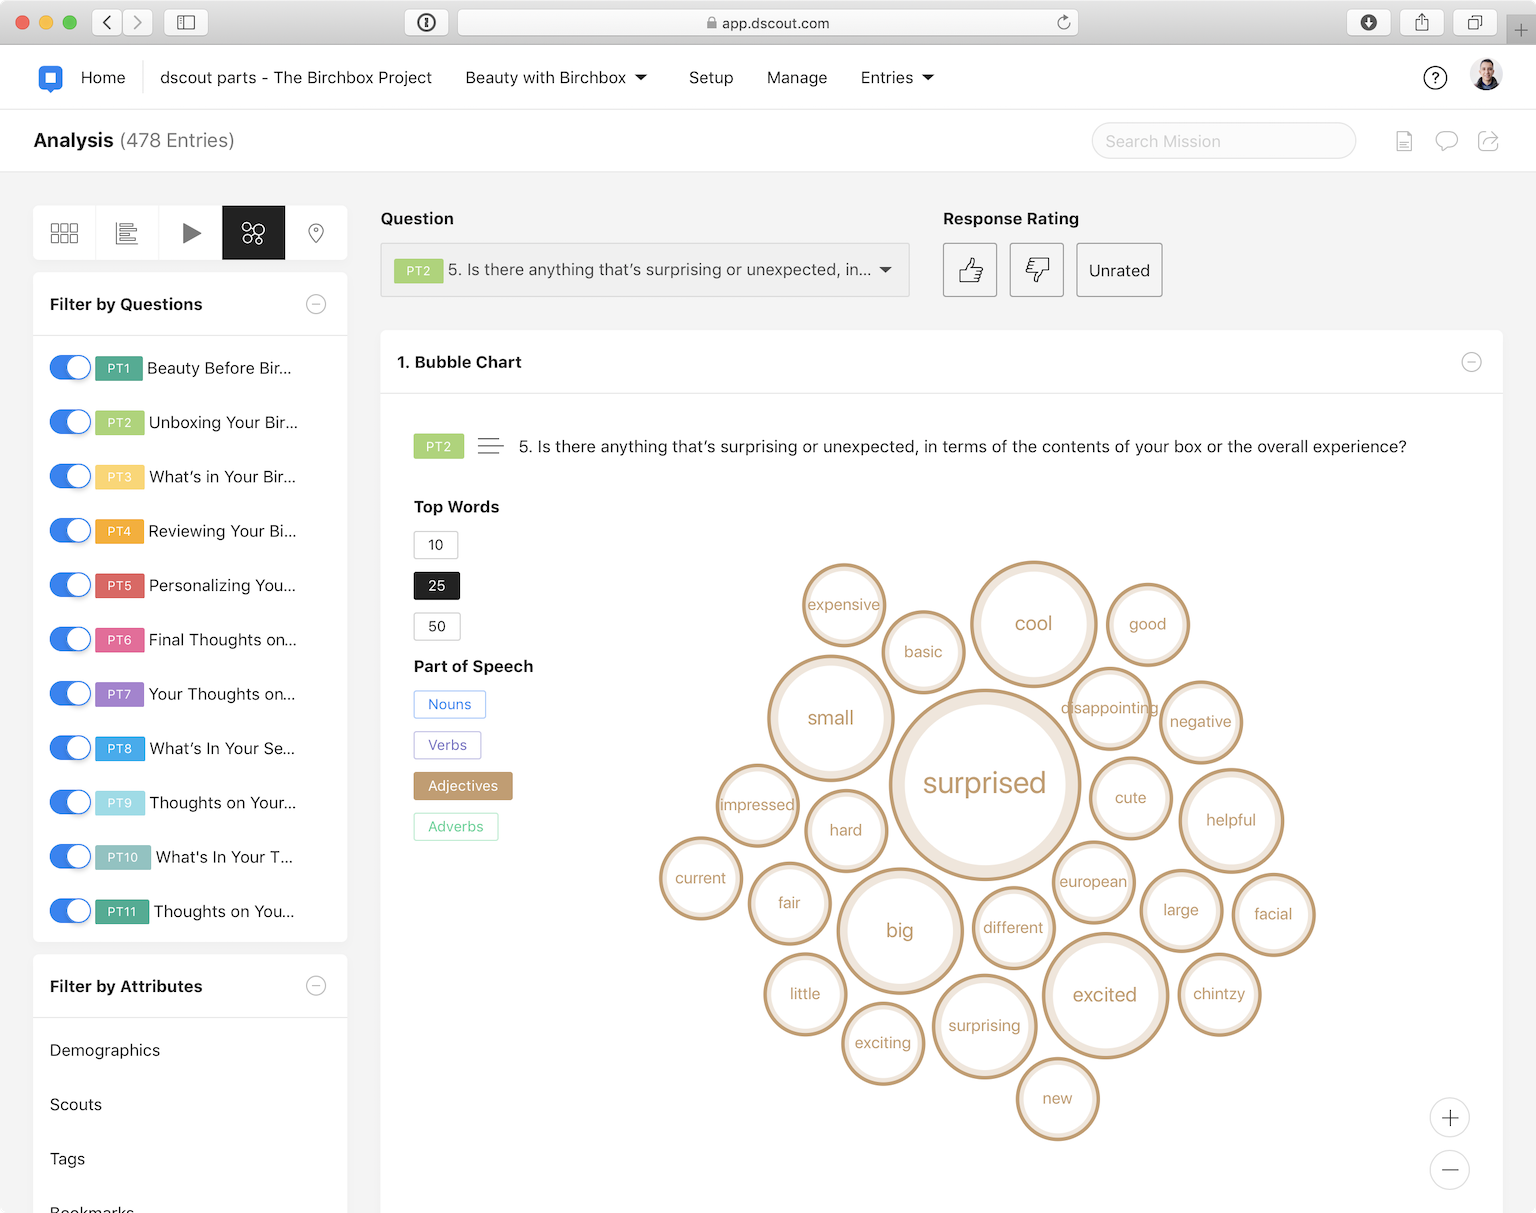 app.dscout.com
Home
dscout parts - The Birchbox Project
Beauty with Birchbox
Setup
Manage
Entries
?
Analysis (478 Entries)
Search Mission
Question
PT2 5. Is there anything that's surprising or unexpected, in...
Response Rating
Unrated
Filter by Questions
PT1 Beauty Before Bir...
PT2 Unboxing Your Bir...
PT3 What's in Your Bir...
PT4 Reviewing Your Bi...
PT5 Personalizing You...
PT6 Final Thoughts on...
PT7 Your Thoughts on...
PT8 What's In Your Se...
PT9 Thoughts on Your...
PT10 What's In Your T...
PT11 Thoughts on You...
Filter by Attributes
Demographics
Scouts
Tags
Bookmarks
1. Bubble Chart
PT2 5. Is there anything that's surprising or unexpected, in terms of the contents of your box or the overall experience?
Top Words
10
25
50
Part of Speech
Nouns
Verbs
Adjectives
Adverbs
expensive
cool
good
basic
small
disappointing
negative
surprised
impressed
hard
cute
helpful
current
fair
european
big
different
large
facial
little
excited
chintzy
exciting
surprising
new